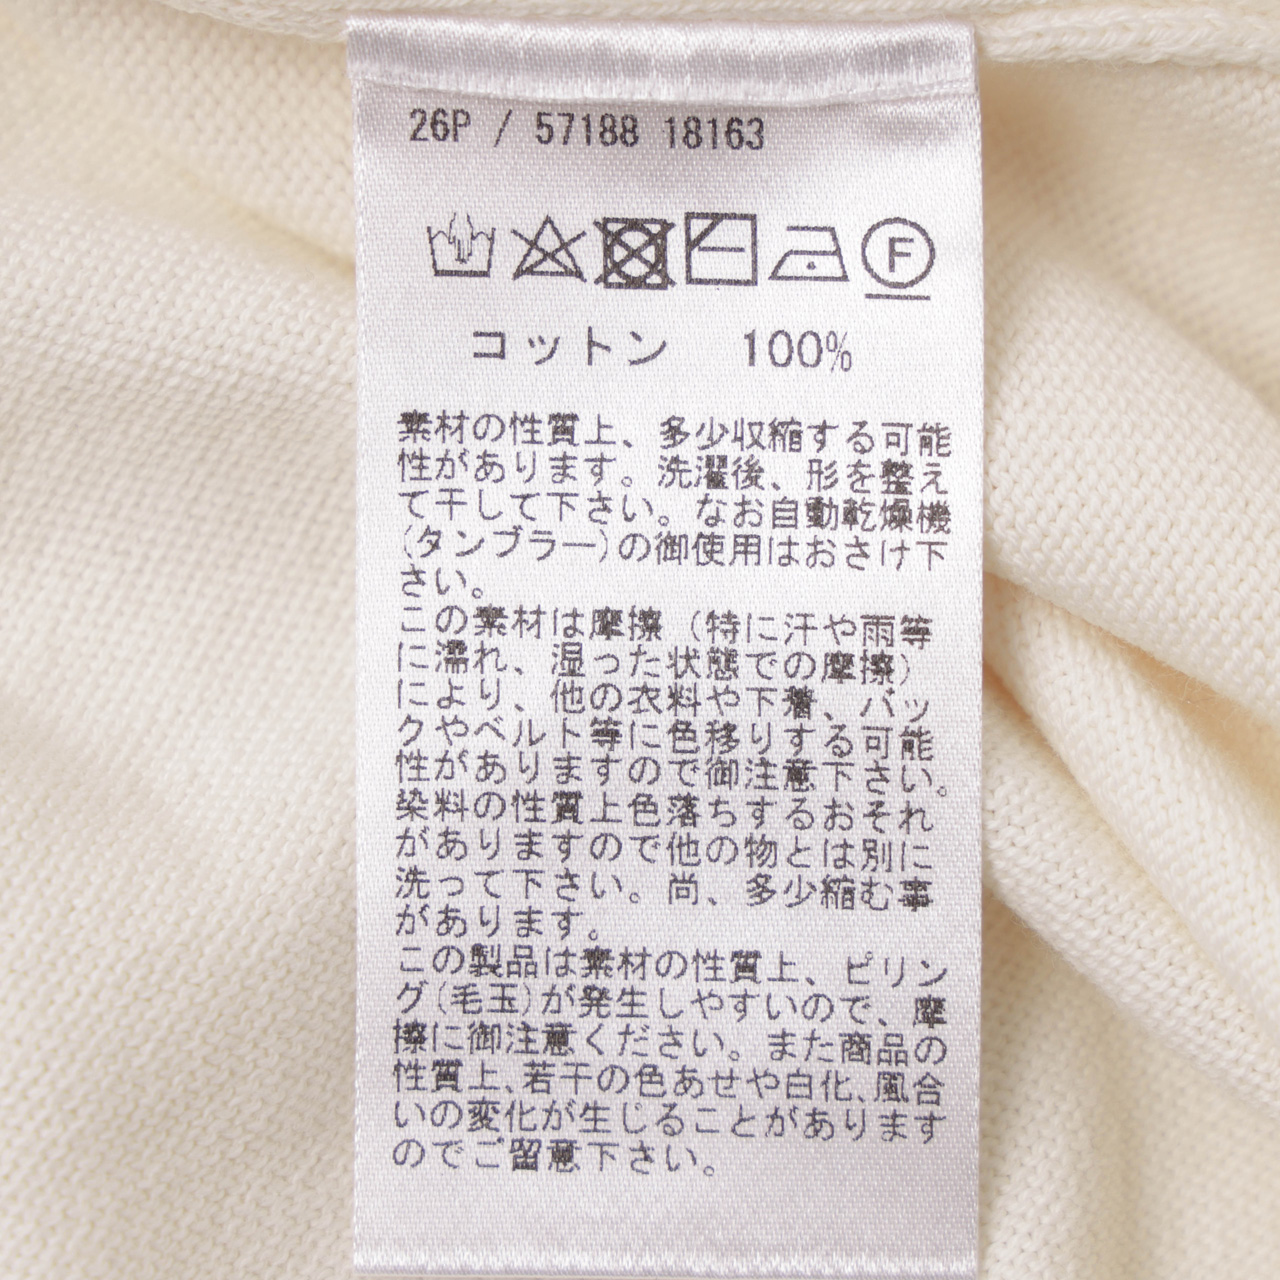 26P / 57188 18163
F
コットン 100%
素材の性質上、多少収縮する可能
性があります。洗濯後、形を整え
て干して下さい。なお自動乾燥機
(タンブラー)の御使用はおさけ下
さい。
この素材は摩擦（特に汗や雨等
に濡れ、湿った状態での摩擦）
により、他の衣料や下着、バッ
クやベルト等に色移りする可能
性がありますので御注意下さい。
染料の性質上色落ちするおそれ
がありますので他の物とは別に
洗って下さい。尚、多少縮む事
があります。
この製品は素材の性質上、ピリン
グ(毛玉)が発生しやすいので、摩
擦に御注意ください。また商品の
性質上、若干の色あせや白化、風合
いの変化が生じることがあります
のでご留意下さい。